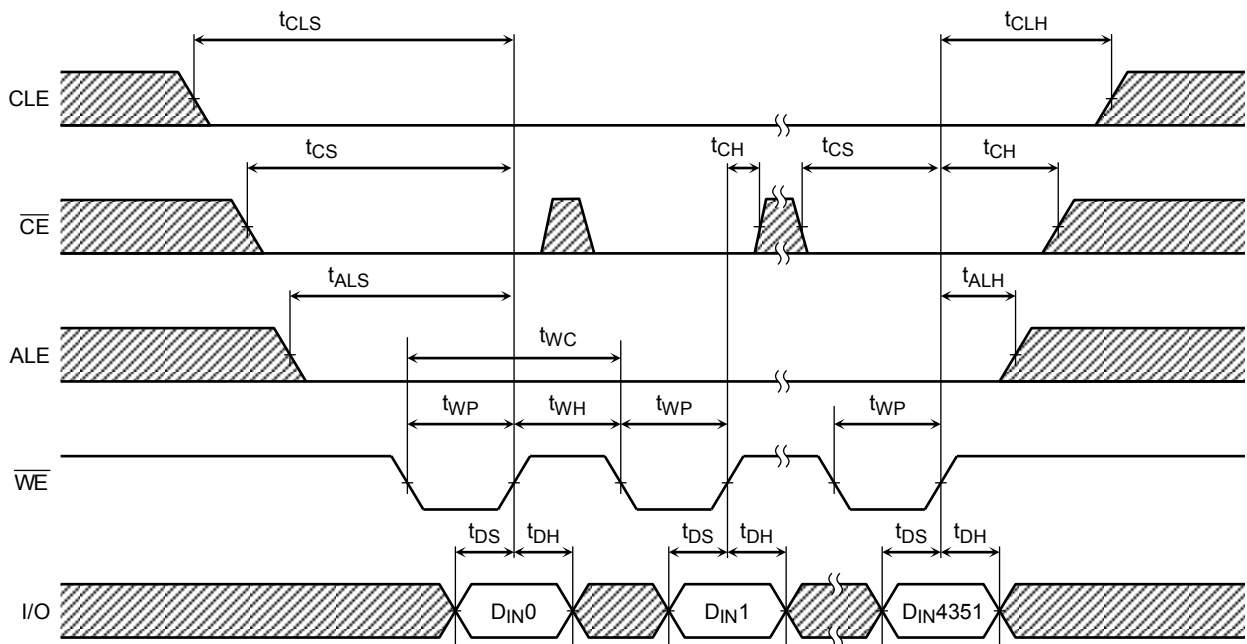 tCLS tCLH
CLE
tCS tCH tCS tCH
CE
tALS tALH
ALE
tWC
tWP tWH tWP tWP
WE
tDS tDH tDS tDH tDS tDH
I/O DIN0 DIN1 DIN4351